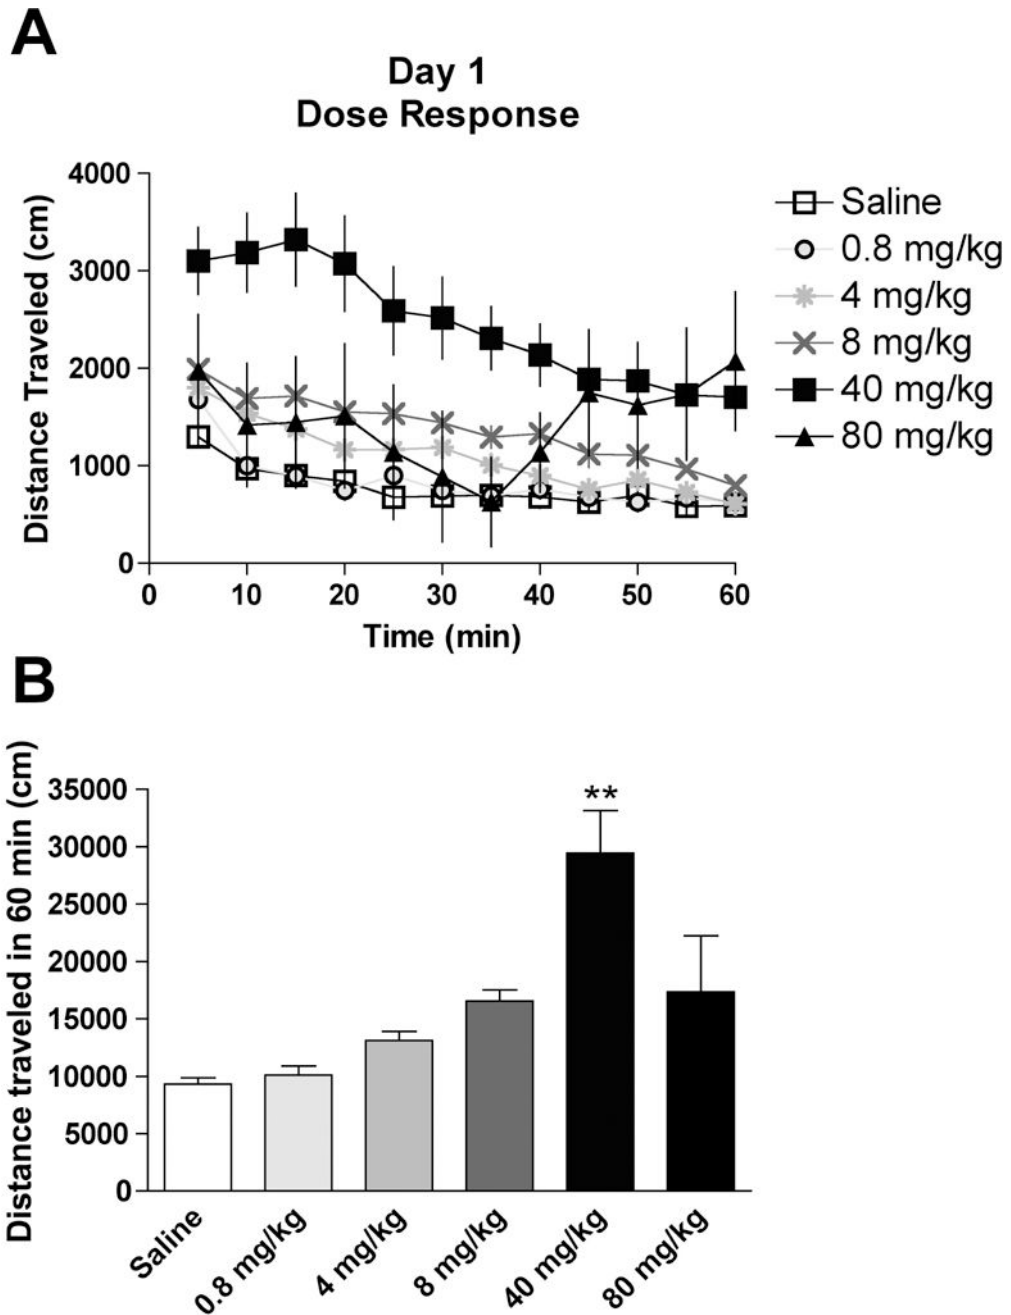 A
Day 1
Dose Response
Distance Traveled (cm)
4000
3000
2000
1000
0
0 10 20 30 40 50 60
Time (min)
Saline
0.8 mg/kg
4 mg/kg
8 mg/kg
40 mg/kg
80 mg/kg
B
Distance traveled in 60 min (cm)
35000
30000
25000
20000
15000
10000
5000
0
**
Saline
0.8 mg/kg
4 mg/kg
8 mg/kg
40 mg/kg
80 mg/kg